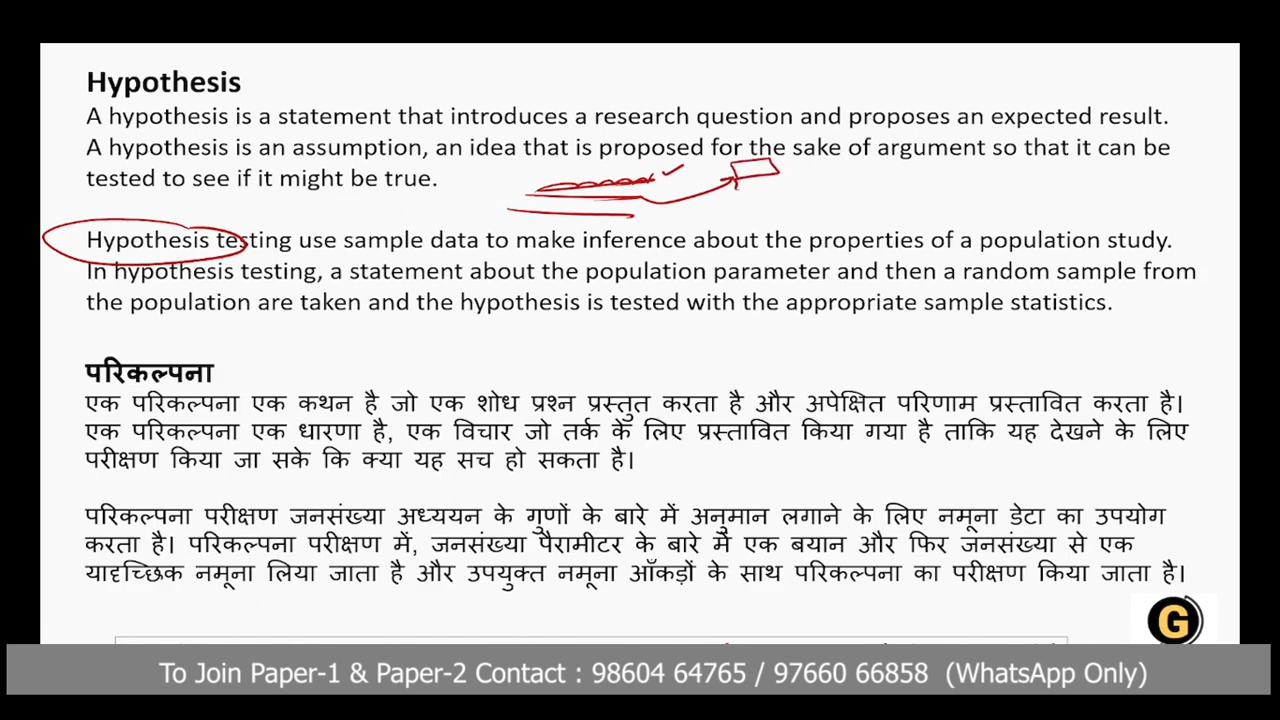 Hypothesis
A hypothesis is a statement that introduces a research question and proposes an expected result.
A hypothesis is an assumption, an idea that is proposed for the sake of argument so that it can be
tested to see if it might be true.
Hypothesis testing use sample data to make inference about the properties of a population study.
In hypothesis testing, a statement about the population parameter and then a random sample from
the population are taken and the hypothesis is tested with the appropriate sample statistics.
परिकल्पना
एक परिकल्पना एक कथन है जो एक शोध प्रश्न प्रस्तुत करता है और अपेक्षित परिणाम प्रस्तावित करता है।
एक परिकल्पना एक धारणा है, एक विचार जो तर्क के लिए प्रस्तावित किया गया है ताकि यह देखने के लिए
परीक्षण किया जा सके कि क्या यह सच हो सकता है।
परिकल्पना परीक्षण जनसंख्या अध्ययन के गुणों के बारे में अनुमान लगाने के लिए नमूना डेटा का उपयोग
करता है। परिकल्पना परीक्षण में, जनसंख्या पैरामीटर के बारे में एक बयान और फिर जनसंख्या से एक
यादृच्छिक नमूना लिया जाता है और उपयुक्त नमूना आँकड़ों के साथ परिकल्पना का परीक्षण किया जाता है।
G
To Join Paper-1 & Paper-2 Contact : 98604 64765 / 97660 66858 (WhatsApp Only)